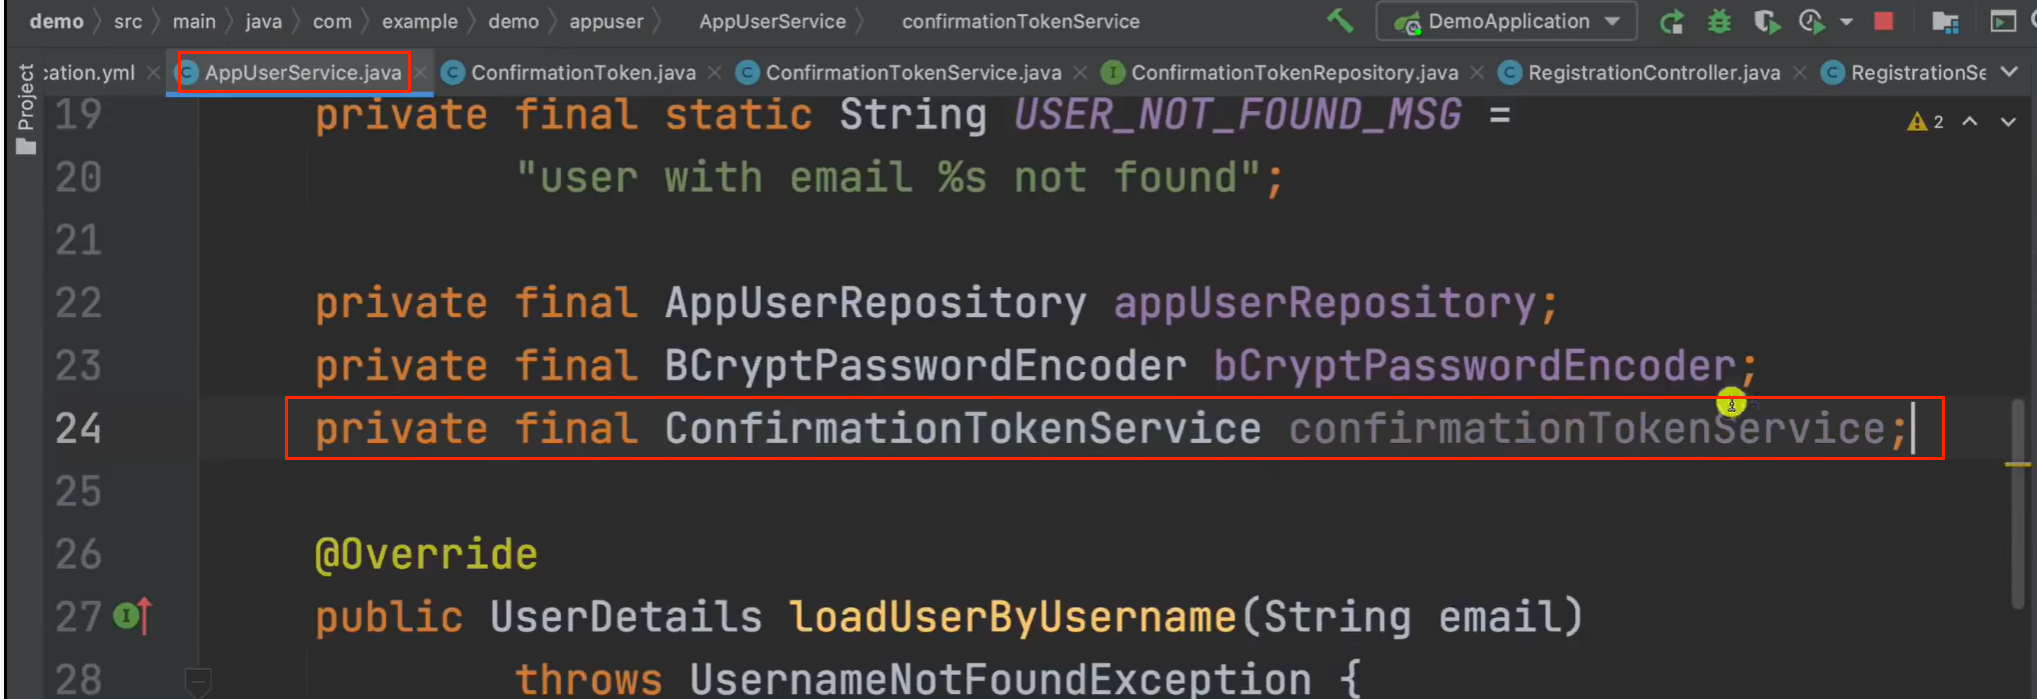 demo src main java com example demo appuser AppUserService confirmationTokenService DemoApplication
:ation.yml AppUserService.java ConfirmationToken.java ConfirmationTokenService.java ConfirmationTokenRepository.java RegistrationController.java RegistrationSe
Project
19 private final static String USER_NOT_FOUND_MSG =
2
20 "user with email %s not found";
21
22 private final AppUserRepository appUserRepository;
23 private final BCryptPasswordEncoder bCryptPasswordEncoder;
24 private final ConfirmationTokenService confirmationTokenService;
25
26 @Override
27 public UserDetails loadUserByUsername(String email)
28 throws UsernameNotFoundException {